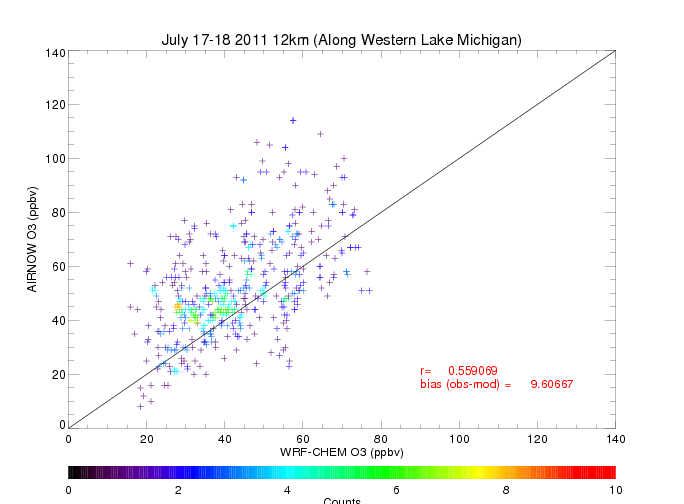 July 17-18 2011 12km (Along Western Lake Michigan)
140
120
100
80
60
40
20
0
AIRNOW O3 (ppbv)
r= 0.559069
bias (obs-mod) = 9.60667
0 20 40 60 80 100 120 140
WRF-CHEM O3 (ppbv)
0 2 4 6 8 10
Counts